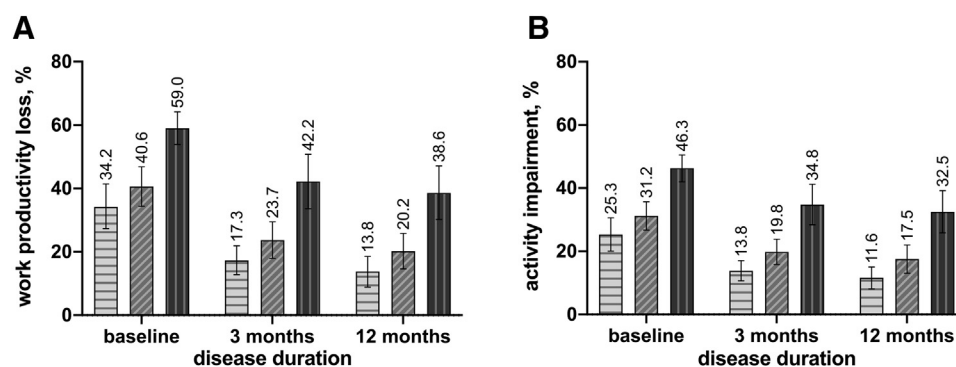 A
work productivity loss, %
80
60
40
20
0
34.2
40.6
59.0
17.3
23.7
42.2
13.8
20.2
38.6
baseline
3 months
12 months
disease duration
B
activity impairment, %
80
60
40
20
0
25.3
31.2
46.3
13.8
19.8
34.8
11.6
17.5
32.5
baseline
3 months
12 months
disease duration